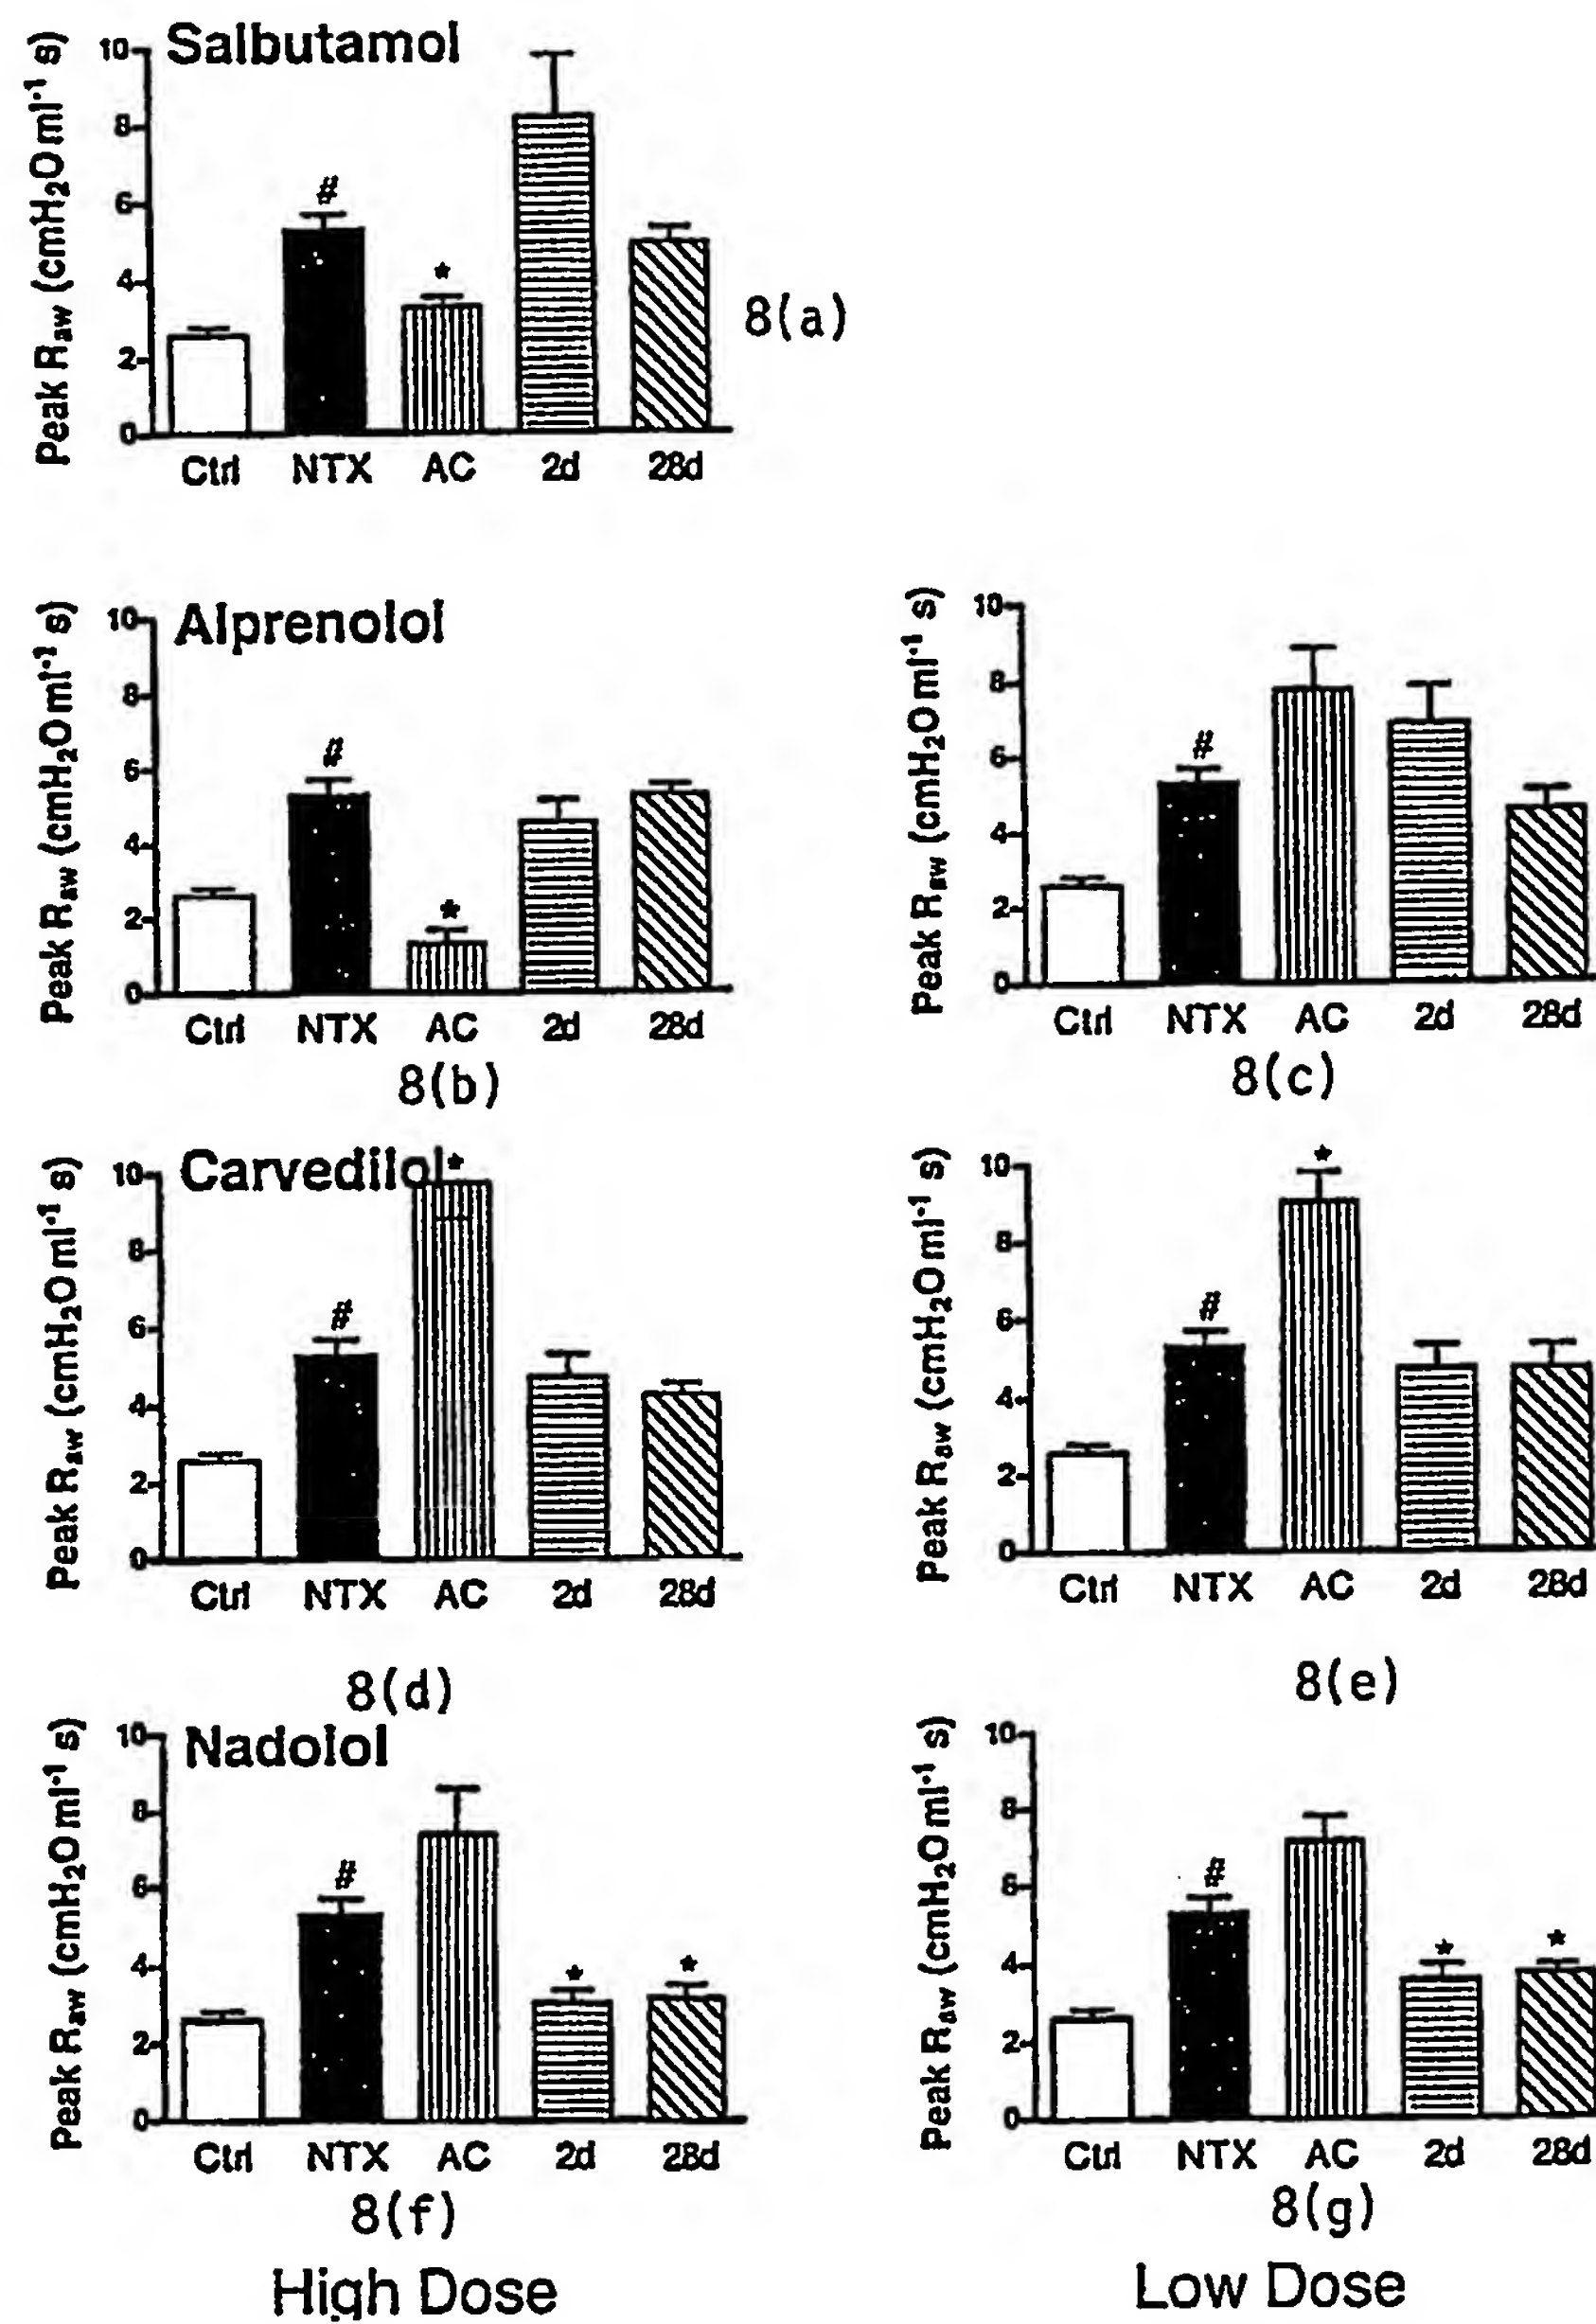 Salbutamol
Peak Raw (cmH2O ml-1 s)
10
8
6
4
2
0
#
*
Ctrl NTX AC 2d 28d
8(a)
Alprenolol
Peak Raw (cmH2O ml-1 s)
10
8
6
4
2
0
#
*
Ctrl NTX AC 2d 28d
8(b)
Peak Raw (cmH2O ml-1 s)
10
8
6
4
2
0
#
Ctrl NTX AC 2d 28d
8(c)
Carvedilol
Peak Raw (cmH2O ml-1 s)
10
8
6
4
2
0
#
*
Ctrl NTX AC 2d 28d
8(d)
Peak Raw (cmH2O ml-1 s)
10
8
6
4
2
0
#
*
Ctrl NTX AC 2d 28d
8(e)
Nadolol
Peak Raw (cmH2O ml-1 s)
10
8
6
4
2
0
#
*
*
Ctrl NTX AC 2d 28d
8(f)
High Dose
Peak Raw (cmH2O ml-1 s)
10
8
6
4
2
0
#
*
*
Ctrl NTX AC 2d 28d
8(g)
Low Dose